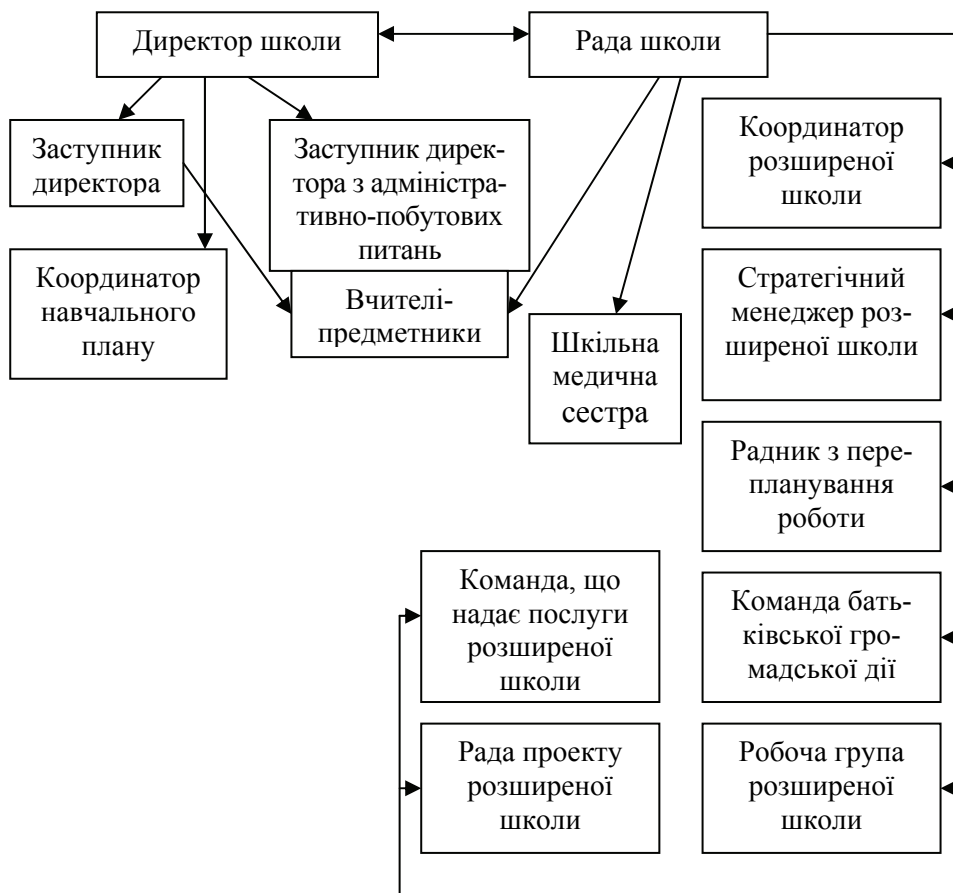 Директор школи
Рада школи
Заступник
директора
Заступник дирек-
тора з адміністра-
тивно-побутових
питань
Координатор
розширеної
школи
Координатор
навчального
плану
Вчителі-
предметники
Шкільна
медична
сестра
Стратегічний
менеджер роз-
ширеної школи
Радник з пере-
планування
роботи
Команда, що
надає послуги
розширеної
школи
Команда бать-
ківської гро-
мадської дії
Рада проекту
розширеної
школи
Робоча група
розширеної
школи